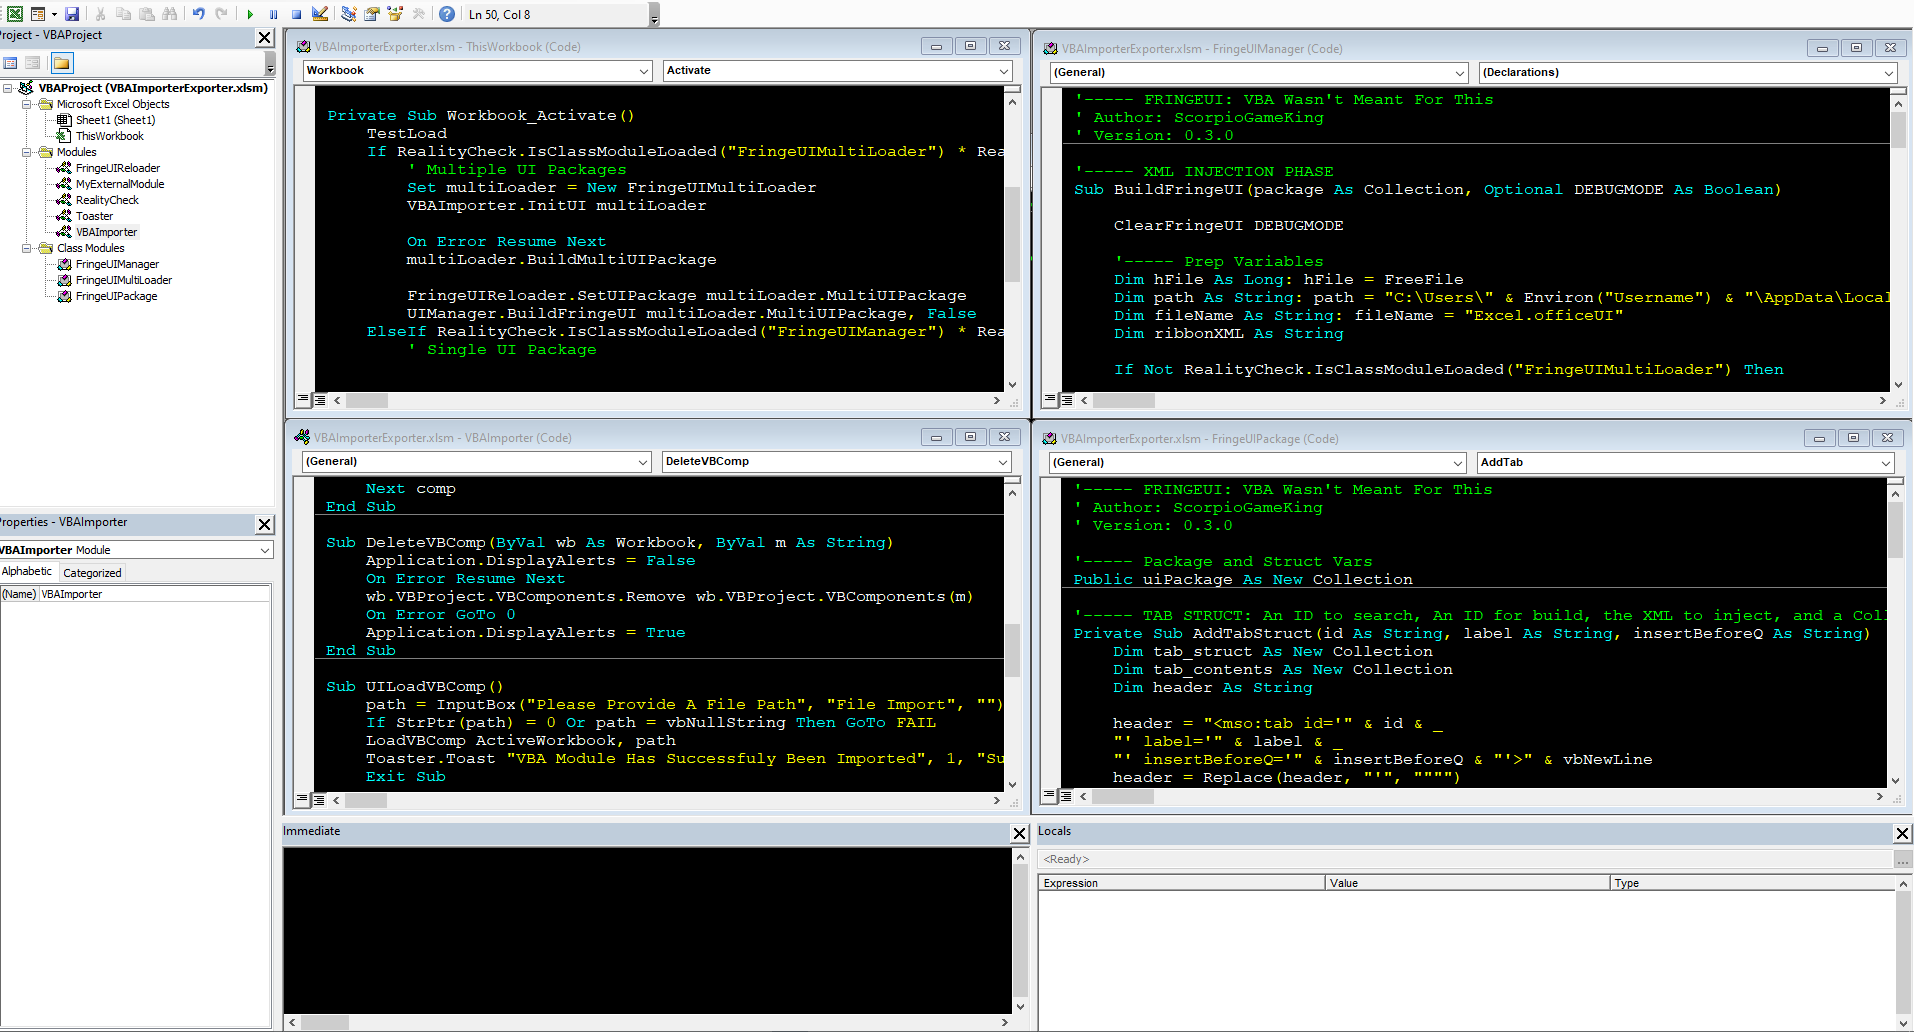 Ln 50, Col 8
Project - VBAProject
VBAProject (VBAImporterExporter.xlsm)
Microsoft Excel Objects
Sheet1 (Sheet1)
ThisWorkbook
Modules
FringeUIReloader
MyExternalModule
RealityCheck
Toaster
VBAImporter
Class Modules
FringeUIManager
FringeUIMultiLoader
FringeUIPackage
Properties - VBAImporter
VBAImporter Module
Alphabetic Categorized
(Name) VBAImporter
VBAImporterExporter.xlsm - ThisWorkbook (Code)
Workbook Activate
Private Sub Workbook_Activate()
TestLoad
If RealityCheck.IsClassModuleLoaded("FringeUIMultiLoader") * Rea
' Multiple UI Packages
Set multiLoader = New FringeUIMultiLoader
VBAImporter.InitUI multiLoader
On Error Resume Next
multiLoader.BuildMultiUIPackage
FringeUIReloader.SetUIPackage multiLoader.MultiUIPackage
UIManager.BuildFringeUI multiLoader.MultiUIPackage, False
ElseIf RealityCheck.IsClassModuleLoaded("FringeUIManager") * Rea
' Single UI Package
VBAImporterExporter.xlsm - FringeUIManager (Code)
(General) (Declarations)
'----- FRINGEUI: VBA Wasn't Meant For This
' Author: ScorpioGameKing
' Version: 0.3.0
'----- XML INJECTION PHASE
Sub BuildFringeUI(package As Collection, Optional DEBUGMODE As Boolean)
ClearFringeUI DEBUGMODE
'----- Prep Variables
Dim hFile As Long: hFile = FreeFile
Dim path As String: path = "C:\Users\" & Environ("Username") & "\AppData\Local
Dim fileName As String: fileName = "Excel.officeUI"
Dim ribbonXML As String
If Not RealityCheck.IsClassModuleLoaded("FringeUIMultiLoader") Then
VBAImporterExporter.xlsm - VBAImporter (Code)
(General) DeleteVBComp
Next comp
End Sub
Sub DeleteVBComp(ByVal wb As Workbook, ByVal m As String)
Application.DisplayAlerts = False
On Error Resume Next
wb.VBProject.VBComponents.Remove wb.VBProject.VBComponents(m)
On Error GoTo 0
Application.DisplayAlerts = True
End Sub
Sub UILoadVBComp()
path = InputBox("Please Provide A File Path", "File Import", "")
If StrPtr(path) = 0 Or path = vbNullString Then GoTo FAIL
LoadVBComp ActiveWorkbook, path
Toaster.Toast "VBA Module Has Successfuly Been Imported", 1, "Su
Exit Sub
VBAImporterExporter.xlsm - FringeUIPackage (Code)
(General) AddTab
'----- FRINGEUI: VBA Wasn't Meant For This
' Author: ScorpioGameKing
' Version: 0.3.0
'----- Package and Struct Vars
Public uiPackage As New Collection
'----- TAB STRUCT: An ID to search, An ID for build, the XML to inject, and a Col
Private Sub AddTabStruct(id As String, label As String, insertBeforeQ As String)
Dim tab_struct As New Collection
Dim tab_contents As New Collection
Dim header As String
header = "<mso:tab id='" & id & _
"' label='" & label & _
"' insertBeforeQ='" & insertBeforeQ & "'>" & vbNewLine
header = Replace(header, "'", """")
Immediate
Locals
<Ready>
Expression Value Type